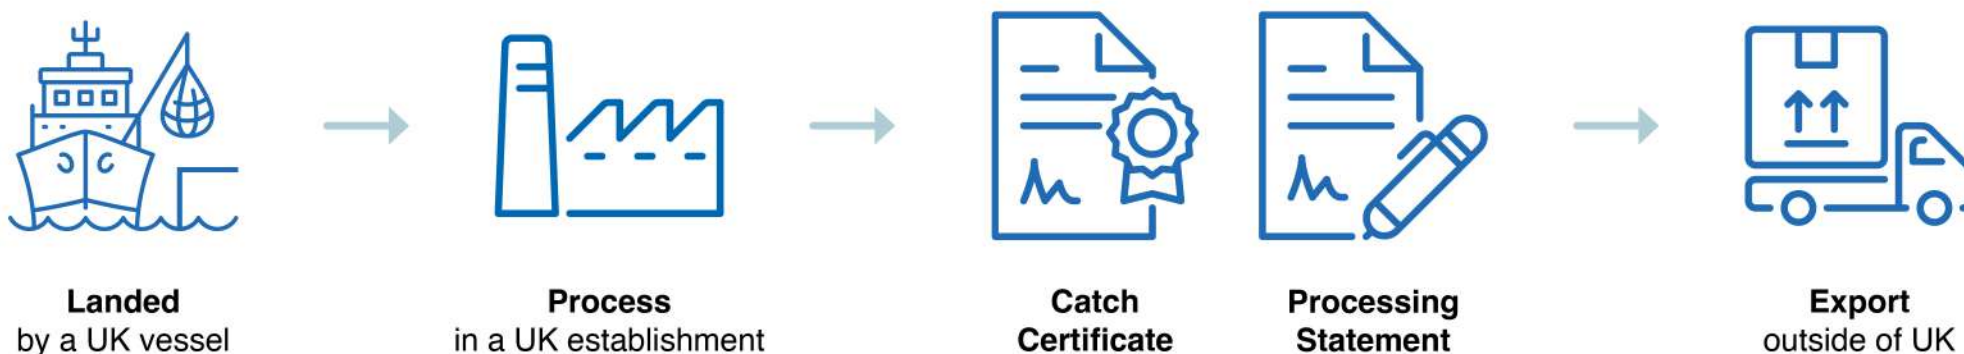 Landed
by a UK vessel
Process
in a UK establishment
Catch
Certificate
Processing
Statement
Export
outside of UK